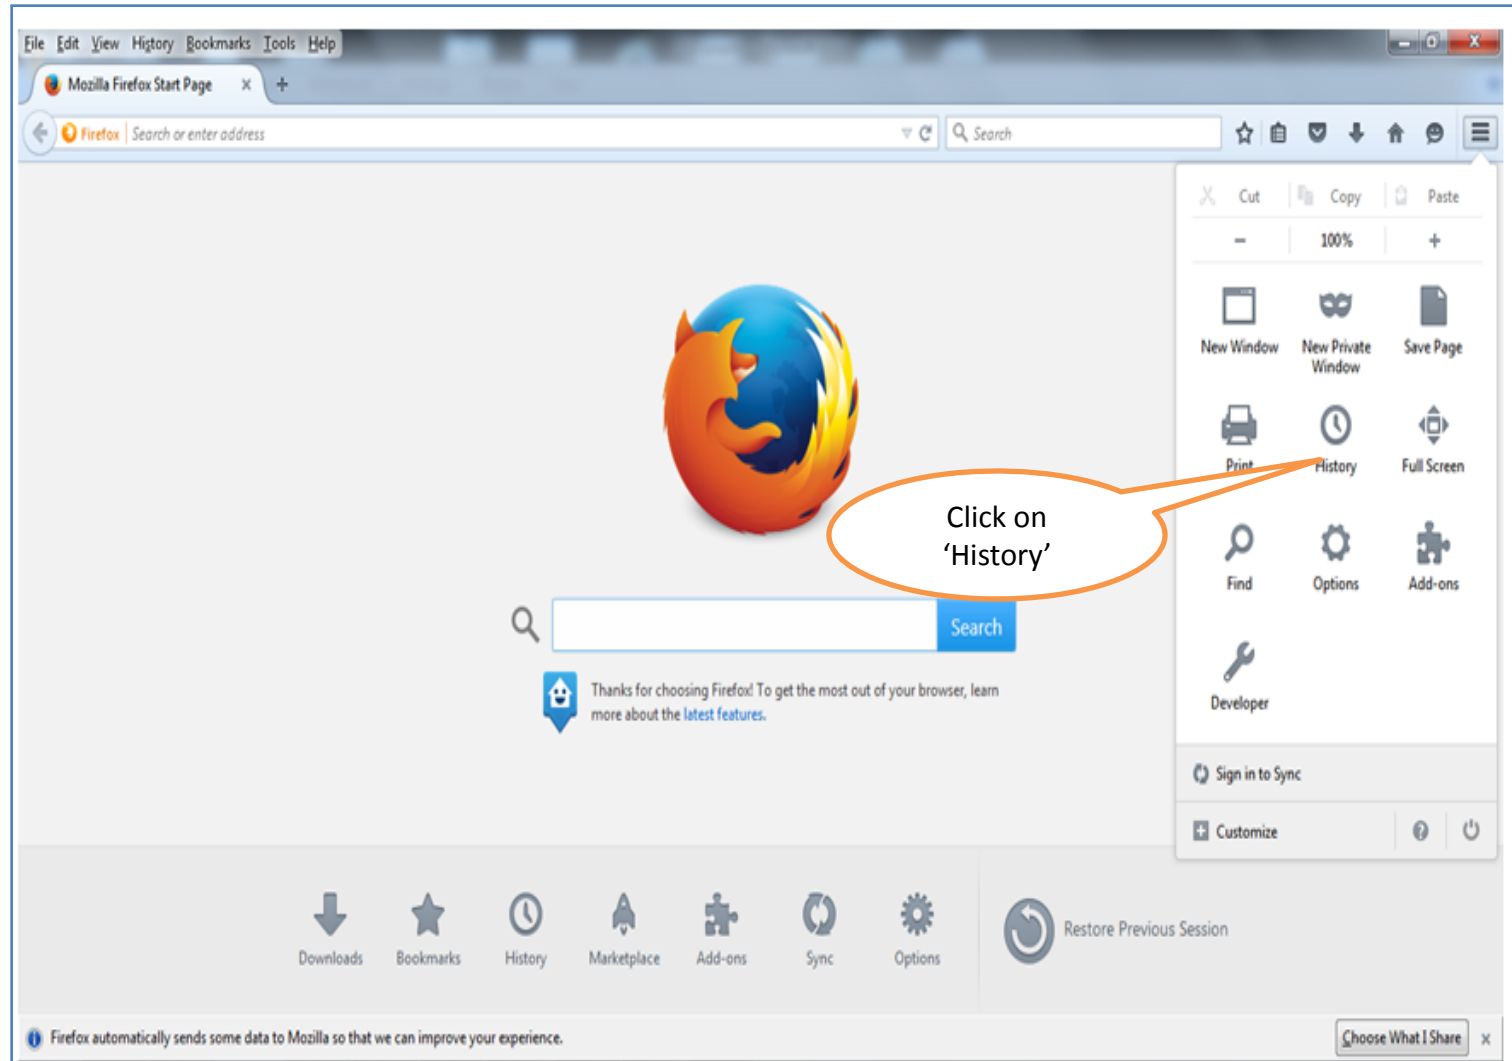 File Edit View History Bookmarks Tools Help
Mozilla Firefox Start Page
Firefox Search or enter address
Search
Cut Copy Paste
100%
New Window New Private Window Save Page
Print History Full Screen
Click on
‘History’
Find Options Add-ons
Search
Thanks for choosing Firefox! To get the most out of your browser, learn
more about the latest features.
Developer
Sign in to Sync
Customize
Downloads Bookmarks History Marketplace Add-ons Sync Options Restore Previous Session
Firefox automatically sends some data to Mozilla so that we can improve your experience. Choose What I Share